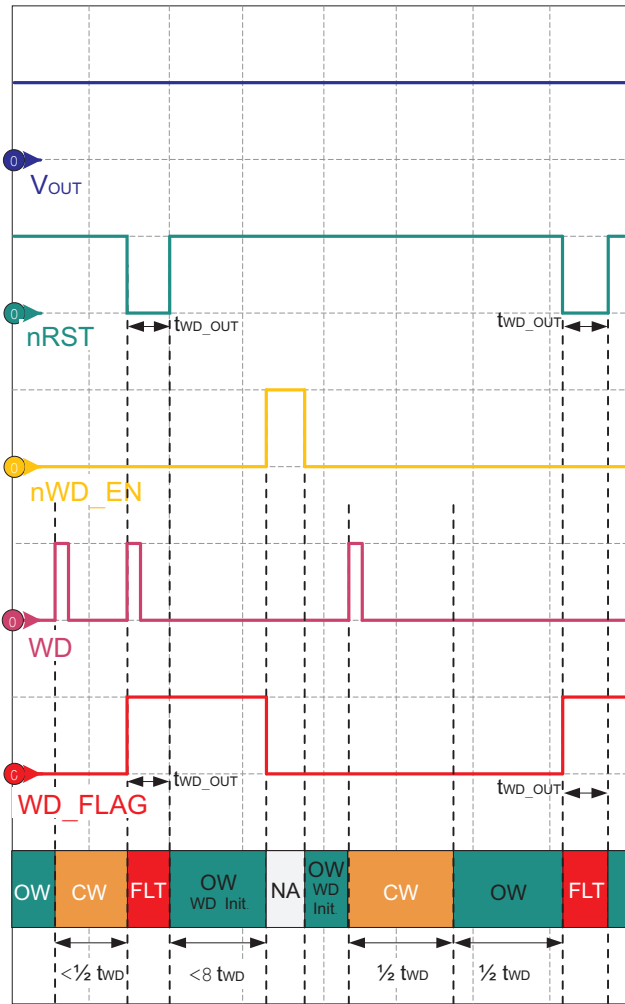 0
VOUT
0
nRST
tWD_OUT
tWD_OUT
0
nWD_EN
0
WD
0
WD_FLAG
tWD_OUT
tWD_OUT
OW
CW
FLT
OW
WD Init.
NA
OW
WD
Init.
CW
OW
FLT
<½ tWD
<8 tWD
½ tWD
½ tWD